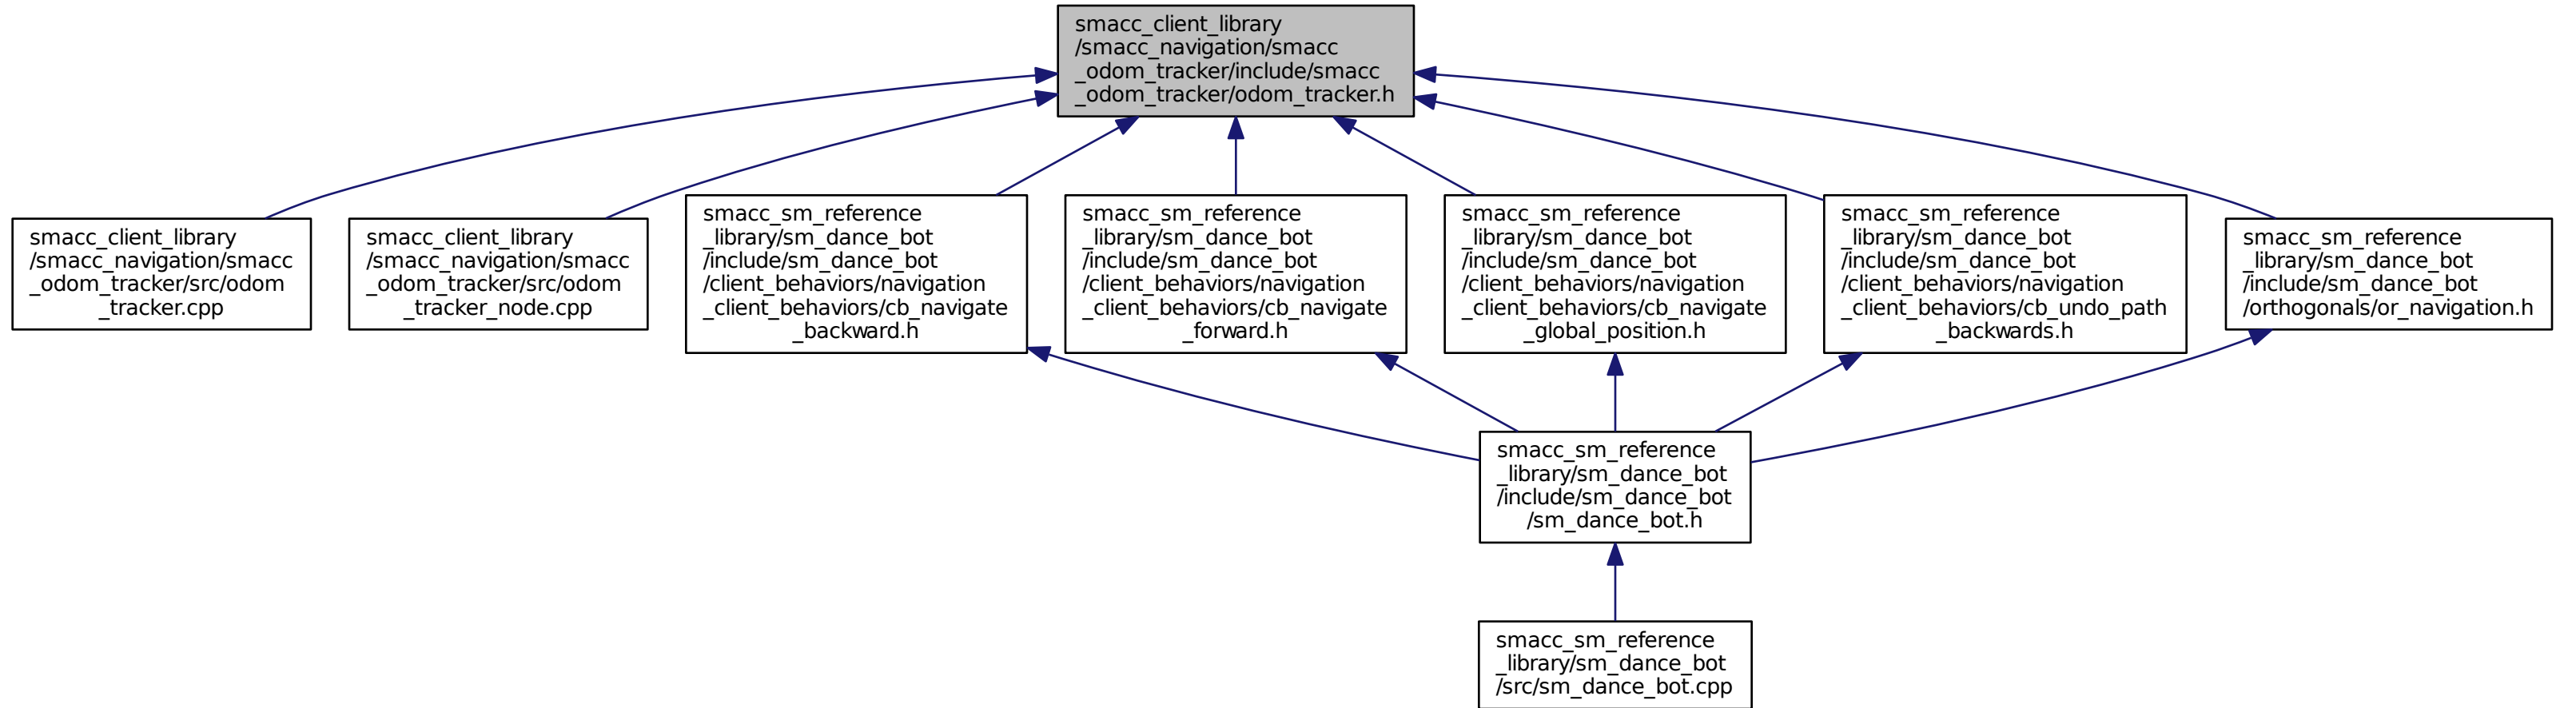 smacc_client_library
/smacc_navigation/smacc
_odom_tracker/include/smacc
_odom_tracker/odom_tracker.h
smacc_client_library
/smacc_navigation/smacc
_odom_tracker/src/odom
_tracker.cpp
smacc_client_library
/smacc_navigation/smacc
_odom_tracker/src/odom
_tracker_node.cpp
smacc_sm_reference
_library/sm_dance_bot
/include/sm_dance_bot
/client_behaviors/navigation
_client_behaviors/cb_navigate
_backward.h
smacc_sm_reference
_library/sm_dance_bot
/include/sm_dance_bot
/client_behaviors/navigation
_client_behaviors/cb_navigate
_forward.h
smacc_sm_reference
_library/sm_dance_bot
/include/sm_dance_bot
/client_behaviors/navigation
_client_behaviors/cb_navigate
_global_position.h
smacc_sm_reference
_library/sm_dance_bot
/include/sm_dance_bot
/client_behaviors/navigation
_client_behaviors/cb_undo_path
_backwards.h
smacc_sm_reference
_library/sm_dance_bot
/include/sm_dance_bot
/orthogonals/or_navigation.h
smacc_sm_reference
_library/sm_dance_bot
/include/sm_dance_bot
/sm_dance_bot.h
smacc_sm_reference
_library/sm_dance_bot
/src/sm_dance_bot.cpp